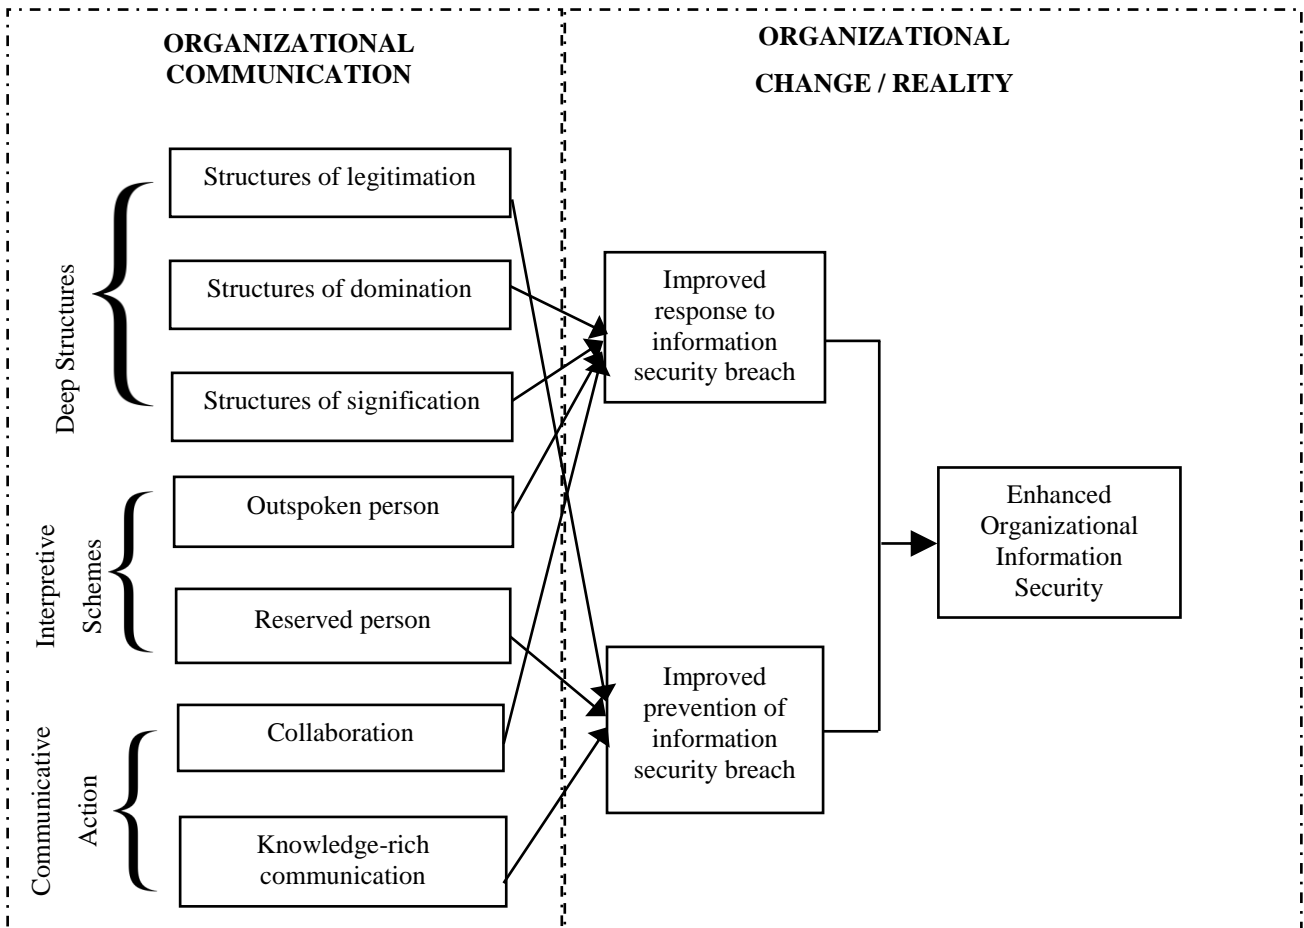 ORGANIZATIONAL
COMMUNICATION
ORGANIZATIONAL
CHANGE / REALITY
Deep Structures
Structures of legitimation
Structures of domination
Structures of signification
Interpretive
Schemes
Outspoken person
Reserved person
Communicative
Action
Collaboration
Knowledge-rich
communication
Improved
response to
information
security breach
Improved
prevention of
information
security breach
Enhanced
Organizational
Information
Security